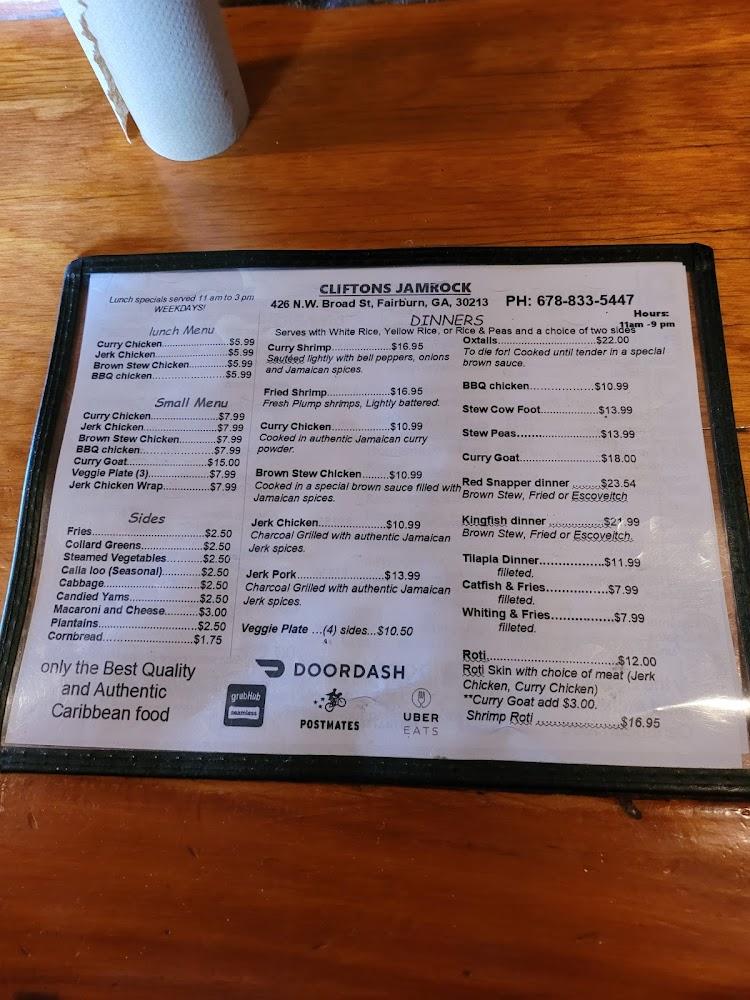 CLIFTONS JAMROCK
426 N.W. Broad St, Fairburn, GA, 30213 PH: 678-833-5447
Hours:
11am -9 pm
Lunch specials served 11 am to 3 pm
WEEKDAYS!
lunch Menu
Curry Chicken.....................$5.99
Jerk Chicken.......................$5.99
Brown Stew Chicken..........$5.99
BBQ chicken.......................$5.99
Small Menu
Curry Chicken.....................$7.99
Jerk Chicken.......................$7.99
Brown Stew Chicken..........$7.99
BBQ chicken.......................$7.99
Curry Goat........................$15.00
Veggie Plate (3)..................$7.99
Jerk Chicken Wrap..............$7.99
Sides
Fries..................................$2.50
Collard Greens...................$2.50
Steamed Vegetables..........$2.50
Calla loo (Seasonal)...........$2.50
Cabbage............................$2.50
Candied Yams....................$2.50
Macaroni and Cheese.........$3.00
Plantains...........................$2.50
Cornbread.........................$1.75
only the Best Quality
and Authentic
Caribbean food
DINNERS
Serves with White Rice, Yellow Rice, or Rice & Peas and a choice of two sides
Curry Shrimp......................$16.95
Sautéed lightly with bell peppers, onions
and Jamaican spices.
Fried Shrimp.......................$16.95
Fresh Plump shrimps, Lightly battered.
Curry Chicken.....................$10.99
Cooked in authentic Jamaican curry
powder.
Brown Stew Chicken.......$10.99
Cooked in a special brown sauce filled with
Jamaican spices.
Jerk Chicken.................$10.99
Charcoal Grilled with authentic Jamaican
Jerk spices.
Jerk Pork...........................$13.99
Charcoal Grilled with authentic Jamaican
Jerk spices.
Veggie Plate ...(4) sides...$10.50
Oxtails..............................$22.00
To die for! Cooked until tender in a special
brown sauce.
BBQ chicken................$10.99
Stew Cow Foot.............$13.99
Stew Peas.....................$13.99
Curry Goat.....................$18.00
Red Snapper dinner ..........$23.54
Brown Stew, Fried or Escoveitch
Kingfish dinner ..............$21.99
Brown Stew, Fried or Escoveitch.
Tilapia Dinner................$11.99
filleted.
Catfish & Fries...............$7.99
filleted.
Whiting & Fries...............$7.99
filleted.
Roti...............................$12.00
Roti Skin with choice of meat (Jerk
Chicken, Curry Chicken)
**Curry Goat add $3.00.
Shrimp Roti .....................$16.95
DOORDASH
grubHub
seamless
POSTMATES
UBER
EATS